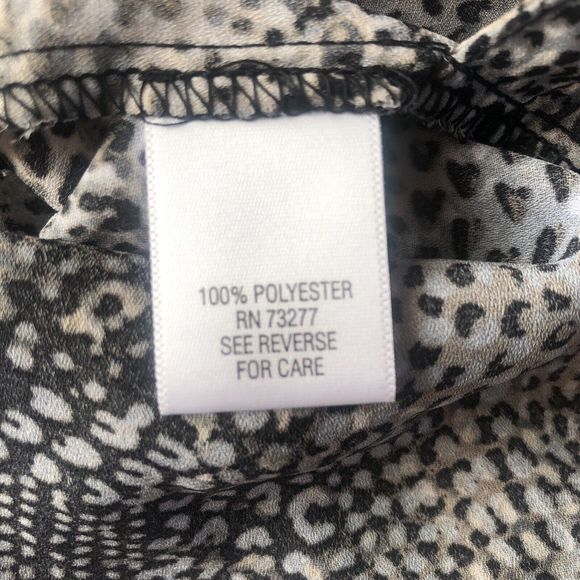 100% POLYESTER
RN 73277
SEE REVERSE
FOR CARE